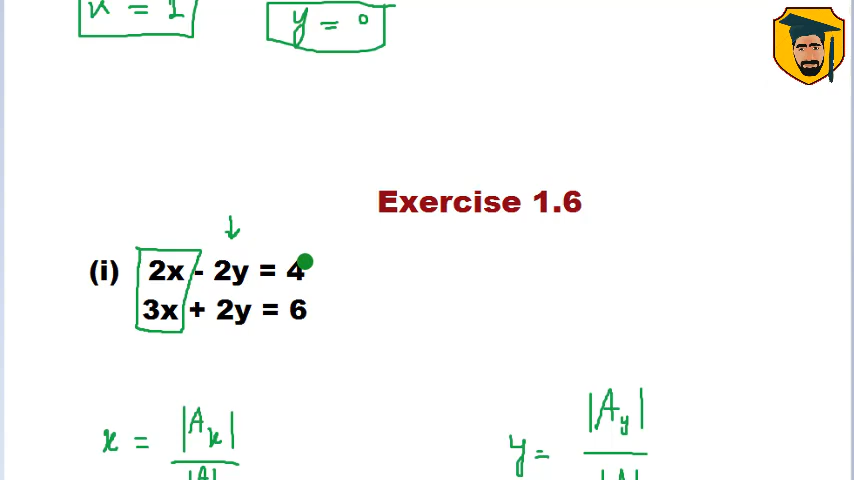 x = 1
y = 0
Exercise 1.6
(i) 2x - 2y = 4
3x + 2y = 6
x = |Ax| / |A|
y = |Ay| / |A|